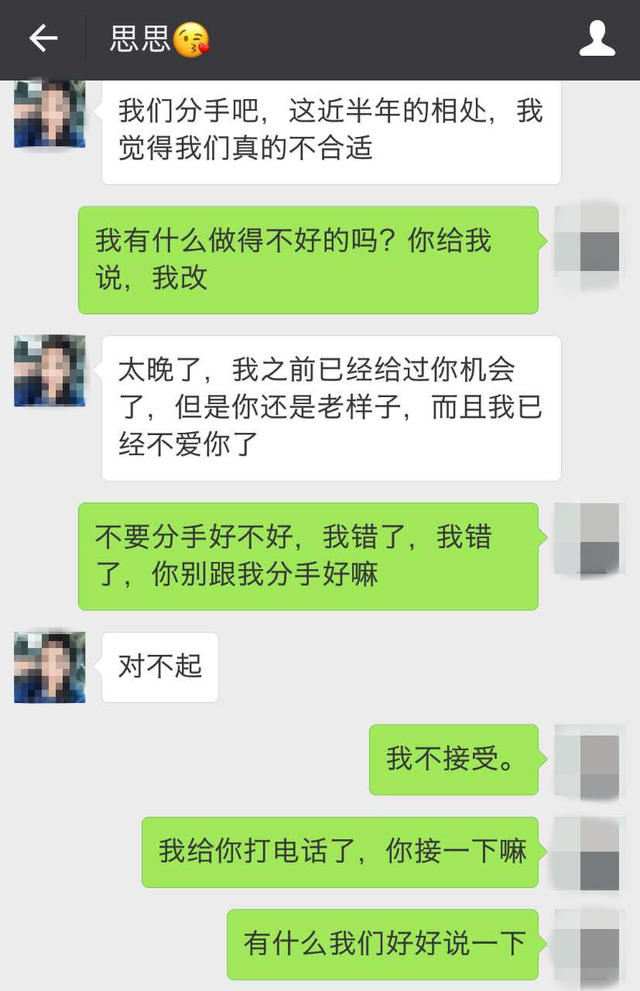 思思😘
我们分手吧，这近半年的相处，我
觉得我们真的不合适
我有什么做得不好的吗？你给我
说，我改
太晚了，我之前已经给过你机会
了，但是你还是老样子，而且我已
经不爱你了
不要分手好不好，我错了，我错
了，你别跟我分手好嘛
对不起
我不接受。
我给你打电话了，你接一下嘛
有什么我们好好说一下